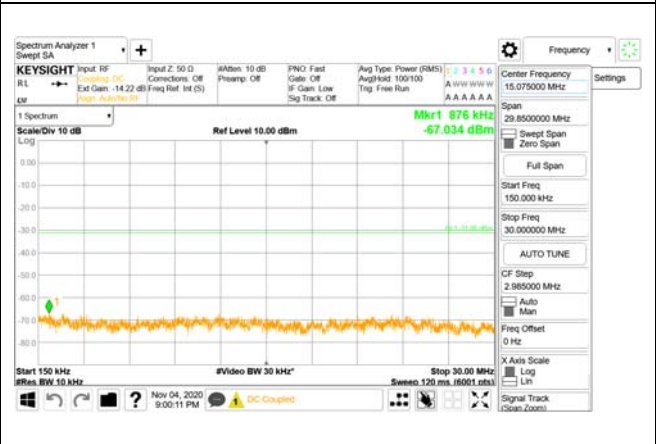 Spectrum Analyzer 1
Swept SA
+
Frequency
KEYSIGHT
RL
Input: RF
Coupling: DC
Ext Gain: -14.22 dB
Align: Auto/No RF
Input Z: 50 Ω
Corrections: Off
Freq Ref: Int (S)
#Atten: 10 dB
Preamp: Off
PNO: Fast
Gate: Off
IF Gain: Low
Sig Track: Off
Avg Type: Power (RMS)
Avg|Hold: 100/100
Trig: Free Run
1 2 3 4 5 6
A W W W W W
A A A A A A
1 Spectrum
Scale/Div 10 dB
Log
Ref Level 10.00 dBm
Mkr1 876 kHz
-67.034 dBm
0.00
-10.0
-20.0
-30.0
-40.0
-50.0
-60.0
-70.0
-80.0
1
Start 150 kHz
#Res BW 10 kHz
#Video BW 30 kHz*
Stop 30.00 MHz
Sweep 120 ms (6001 pts)
Nov 04, 2020
9:00:11 PM
DC Coupled
Center Frequency
15.075000 MHz
Settings
Span
29.8500000 MHz
Swept Span
Zero Span
Full Span
Start Freq
150.000 kHz
Stop Freq
30.000000 MHz
AUTO TUNE
CF Step
2.985000 MHz
Auto
Man
Freq Offset
0 Hz
X Axis Scale
Log
Lin
Signal Track
(Span Zoom)